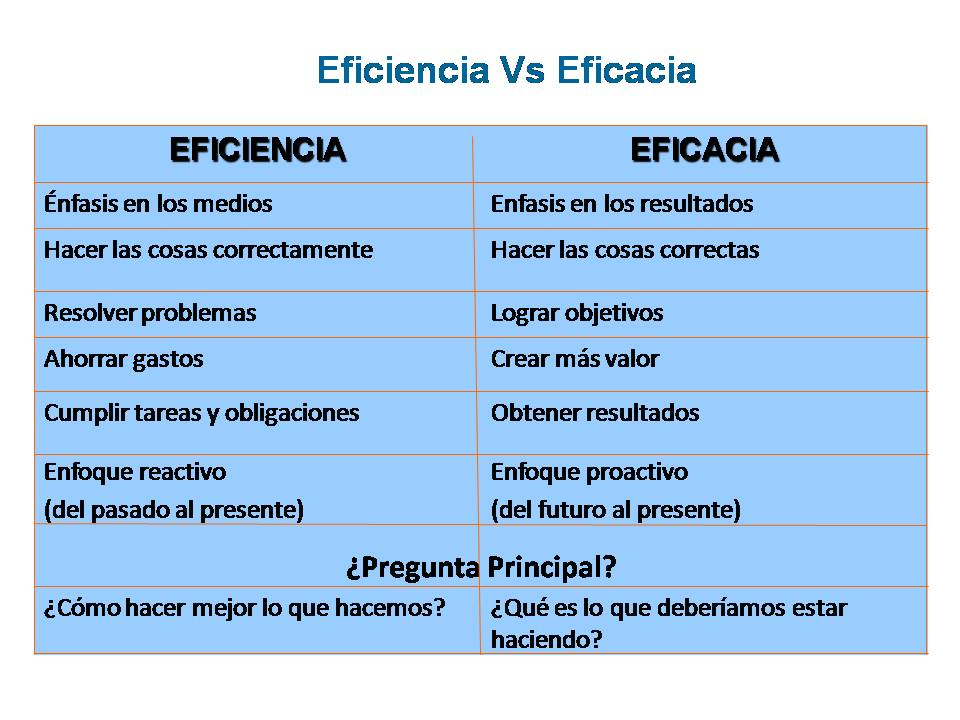 Eficiencia Vs Eficacia
EFICIENCIA EFICACIA
Énfasis en los medios Enfasis en los resultados
Hacer las cosas correctamente Hacer las cosas correctas
Resolver problemas Lograr objetivos
Ahorrar gastos Crear más valor
Cumplir tareas y obligaciones Obtener resultados
Enfoque reactivo Enfoque proactivo
(del pasado al presente) (del futuro al presente)
¿Pregunta Principal?
¿Cómo hacer mejor lo que hacemos? ¿Qué es lo que deberíamos estar
haciendo?